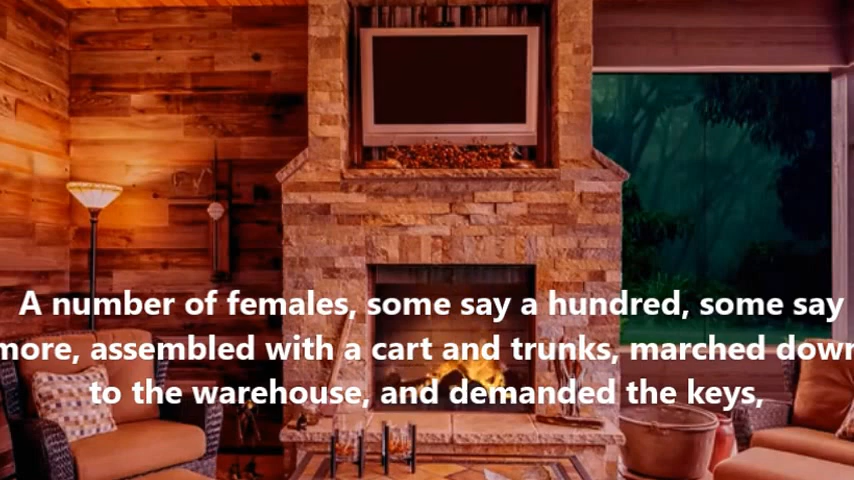 A number of females, some say a hundred, some say
more, assembled with a cart and trunks, marched down
to the warehouse, and demanded the keys,